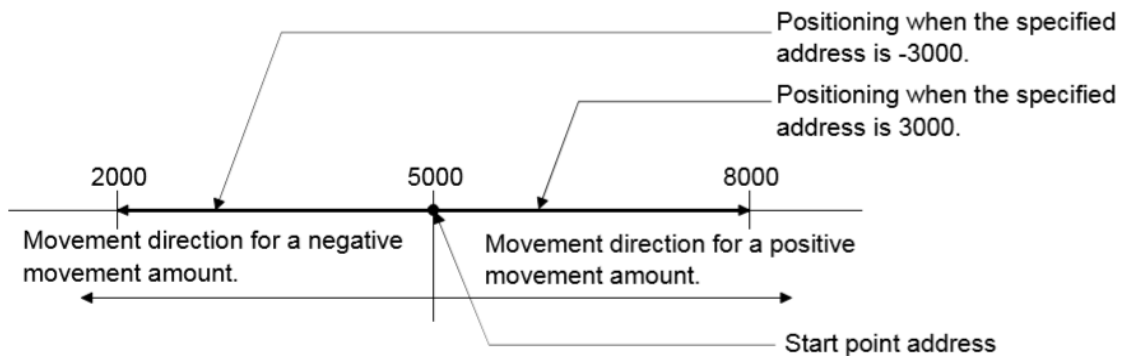 Positioning when the specified
address is -3000.
Positioning when the specified
address is 3000.
2000 5000 8000
Movement direction for a negative
movement amount.
Movement direction for a positive
movement amount.
Start point address